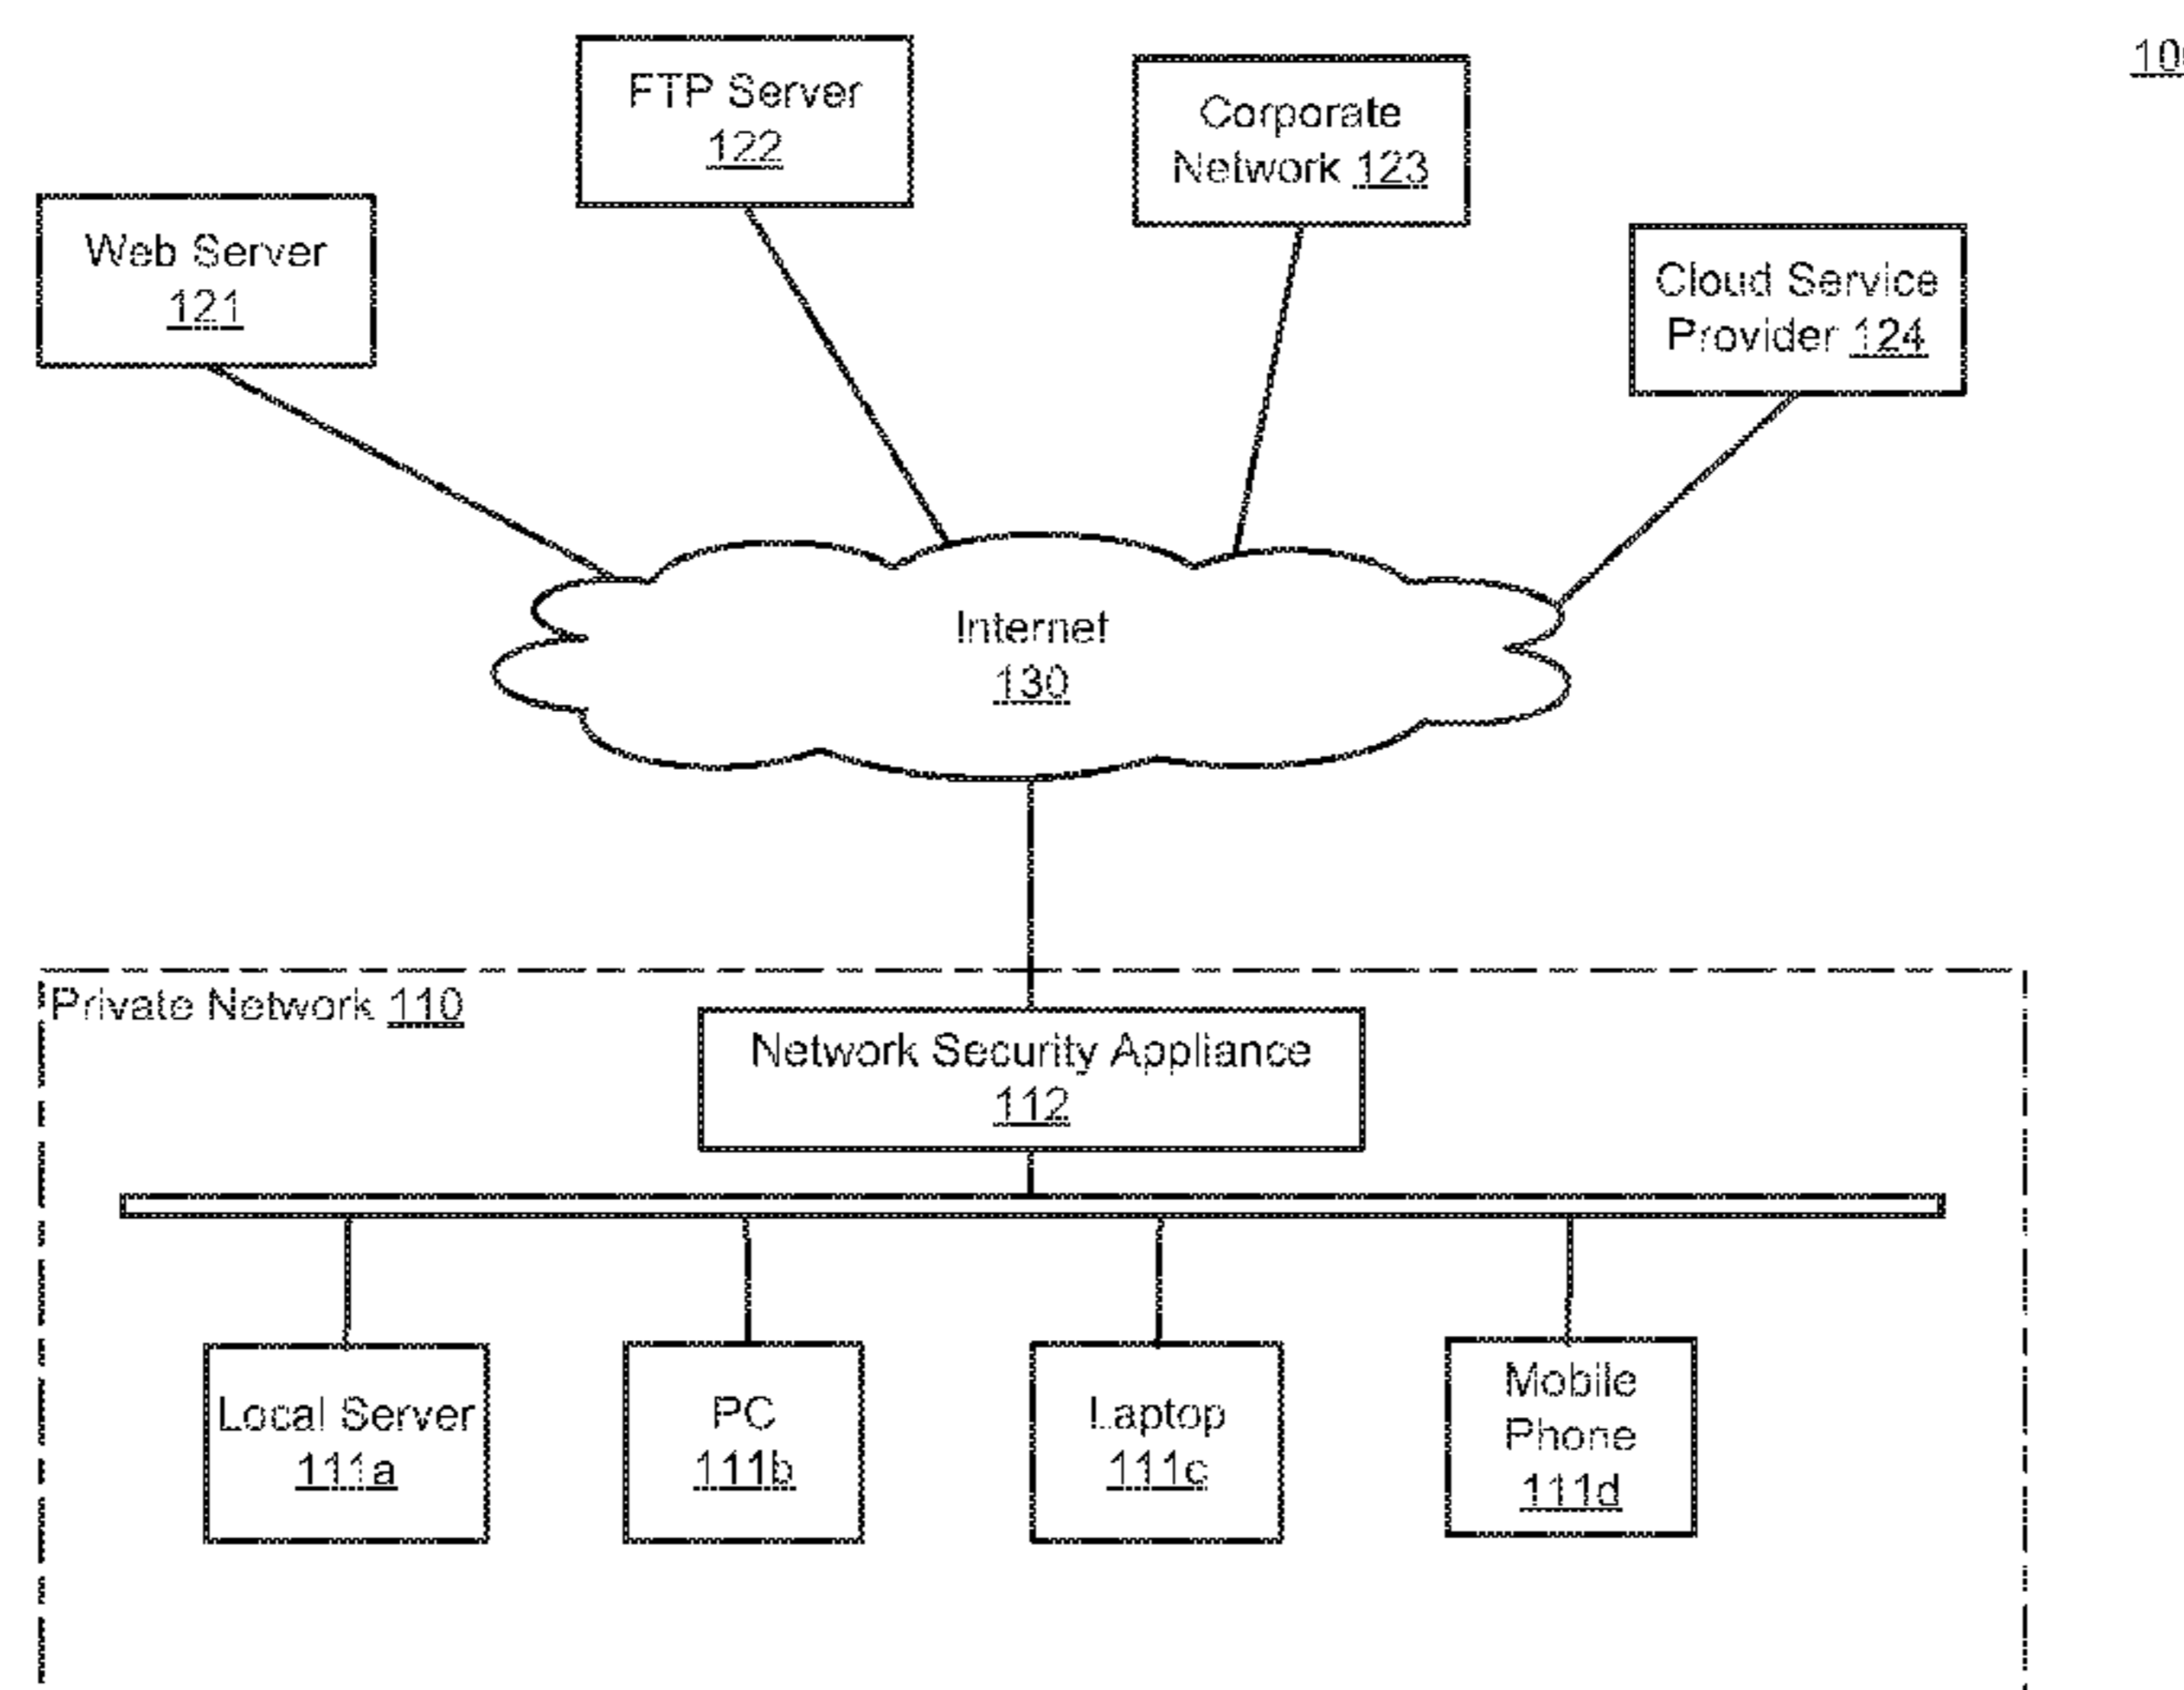 FTP Server
122
Corporate
Network 123
Web Server
121
Cloud Service
Provider 124
Internet
130
Private Network 110
Network Security Appliance
112
Local Server
111a
PC
111b
Laptop
111c
Mobile
Phone
111d